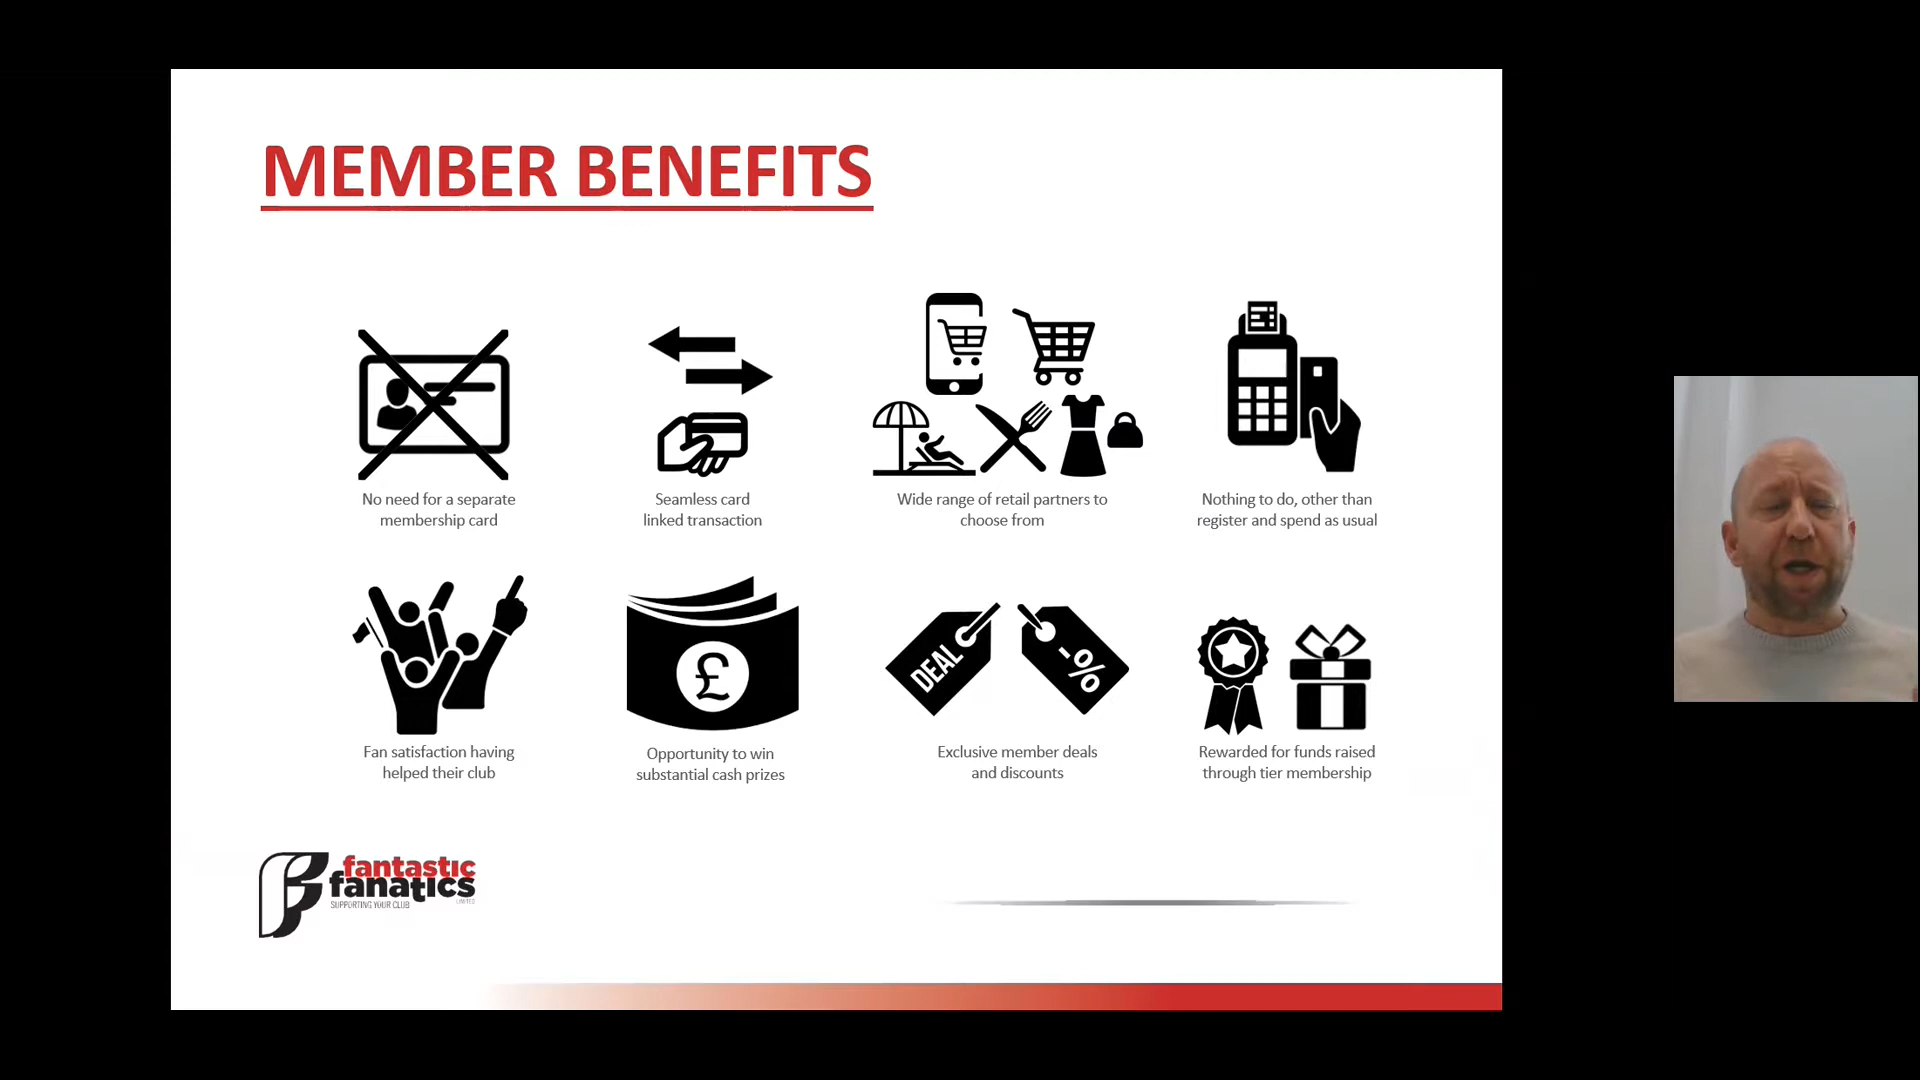 MEMBER BENEFITS
No need for a separate
membership card
Seamless card
linked transaction
Wide range of retail partners to
choose from
Nothing to do, other than
register and spend as usual
£
DEAL
-%
Fan satisfaction having
helped their club
Opportunity to win
substantial cash prizes
Exclusive member deals
and discounts
Rewarded for funds raised
through tier membership
fantastic
fanatics
LIMITED
SUPPORTING YOUR CLUB